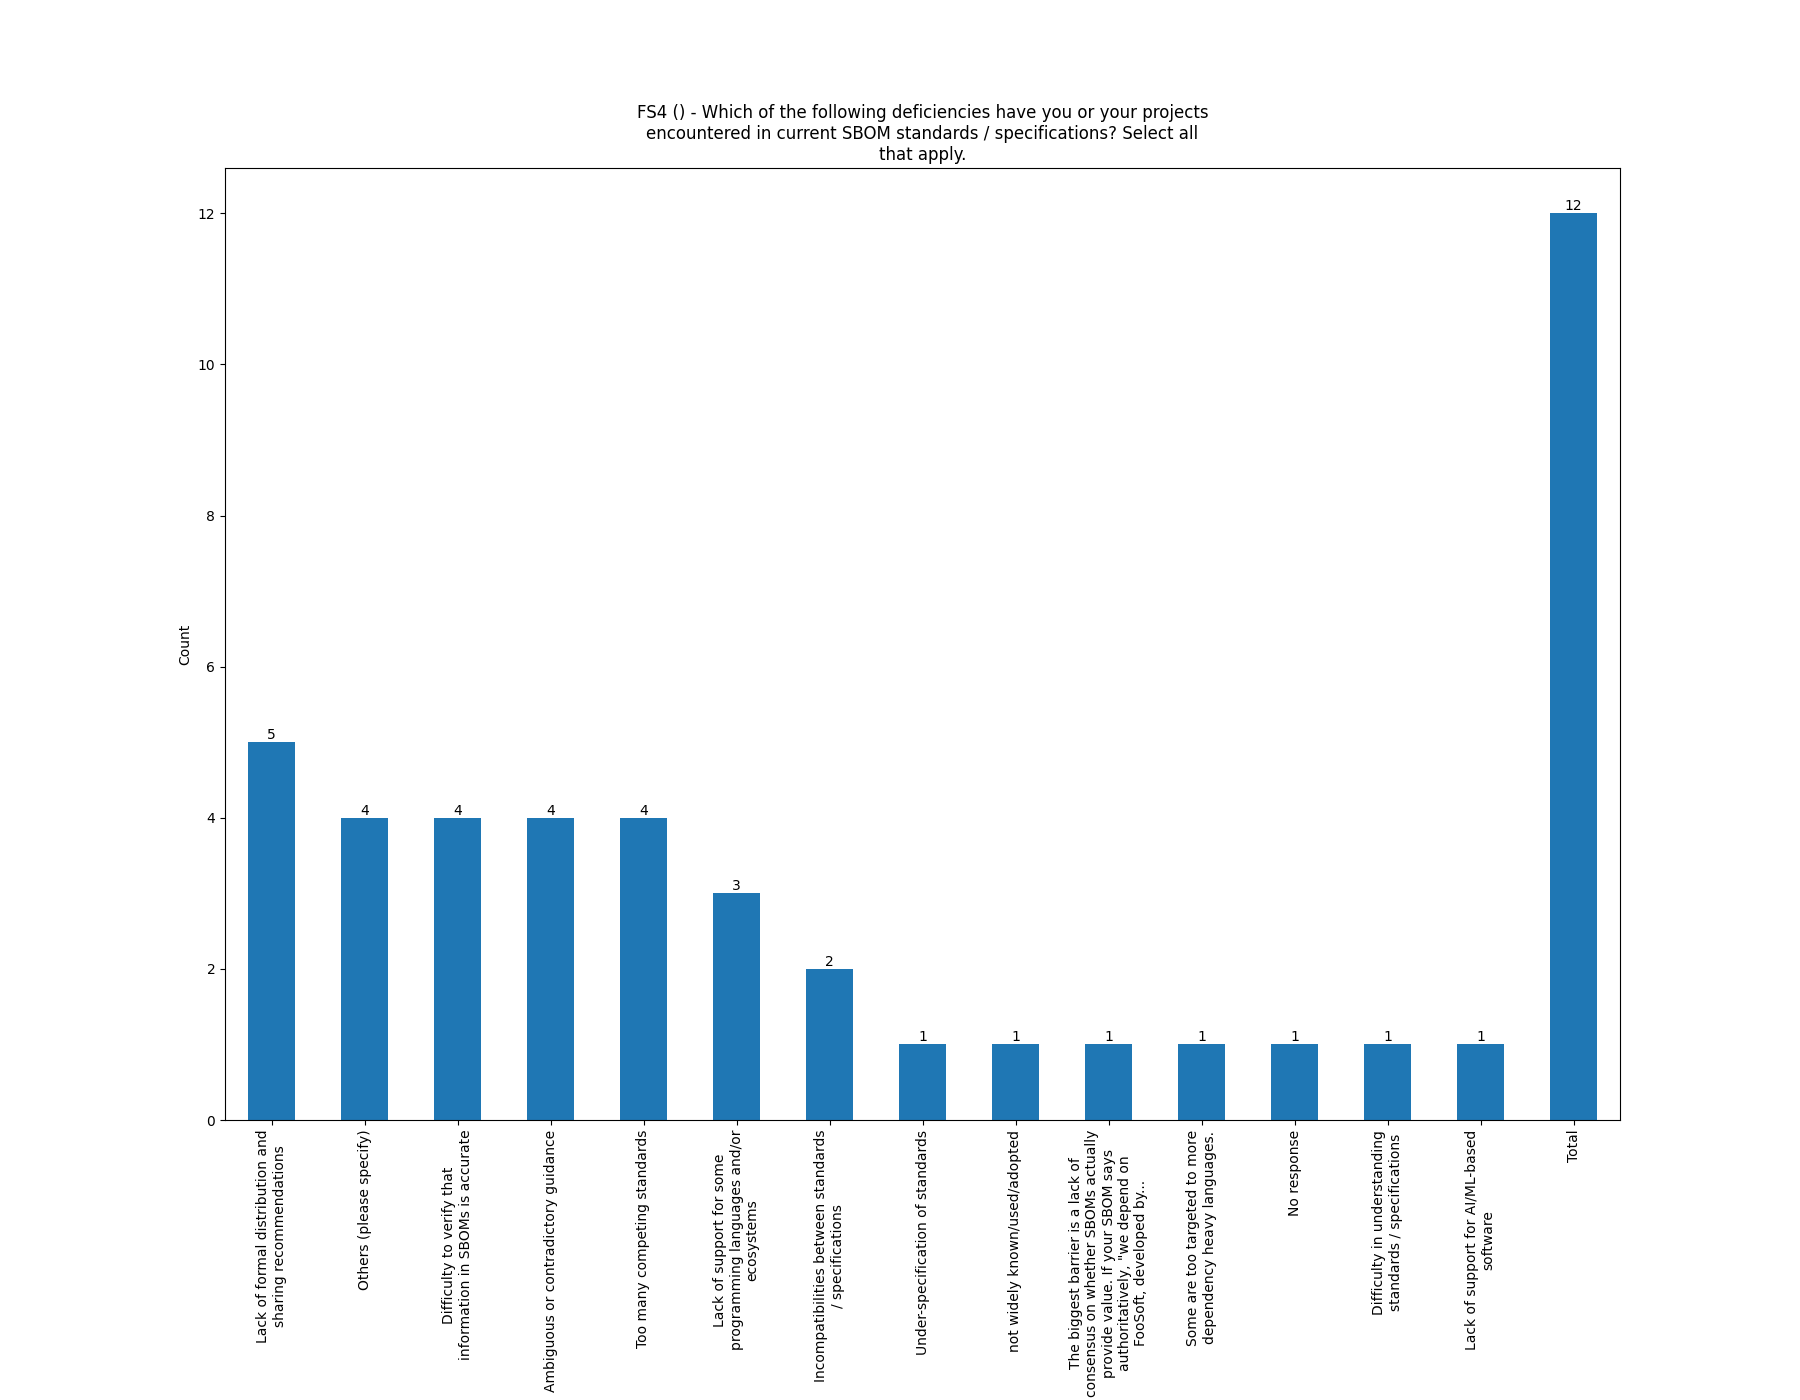 FS4 () - Which of the following deficiencies have you or your projects
encountered in current SBOM standards / specifications? Select all
that apply.
12
10
8
6
4
2
0
Count
5
4
4
4
4
3
2
1
1
1
1
1
1
1
12
Lack of formal distribution and
sharing recommendations
Others (please specify)
Difficulty to verify that
information in SBOMs is accurate
Ambiguous or contradictory guidance
Too many competing standards
Lack of support for some
programming languages and/or
ecosystems
Incompatibilities between standards
/ specifications
Under-specification of standards
not widely known/used/adopted
The biggest barrier is a lack of
consensus on whether SBOMs actually
provide value. If your SBOM says
authoritatively, "we depend on
FooSoft, developed by...
Some are too targeted to more
dependency heavy languages.
No response
Difficulty in understanding
standards / specifications
Lack of support for AI/ML-based
software
Total